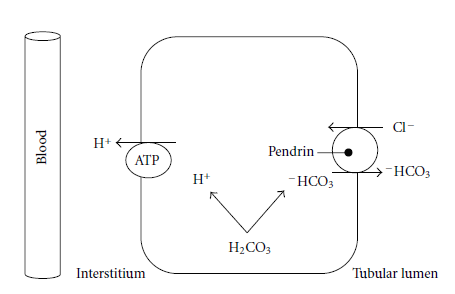 Blood
H⁺
ATP
H⁺
Pendrin
Cl⁻
⁻HCO₃
⁻HCO₃
H₂CO₃
Interstitium
Tubular lumen